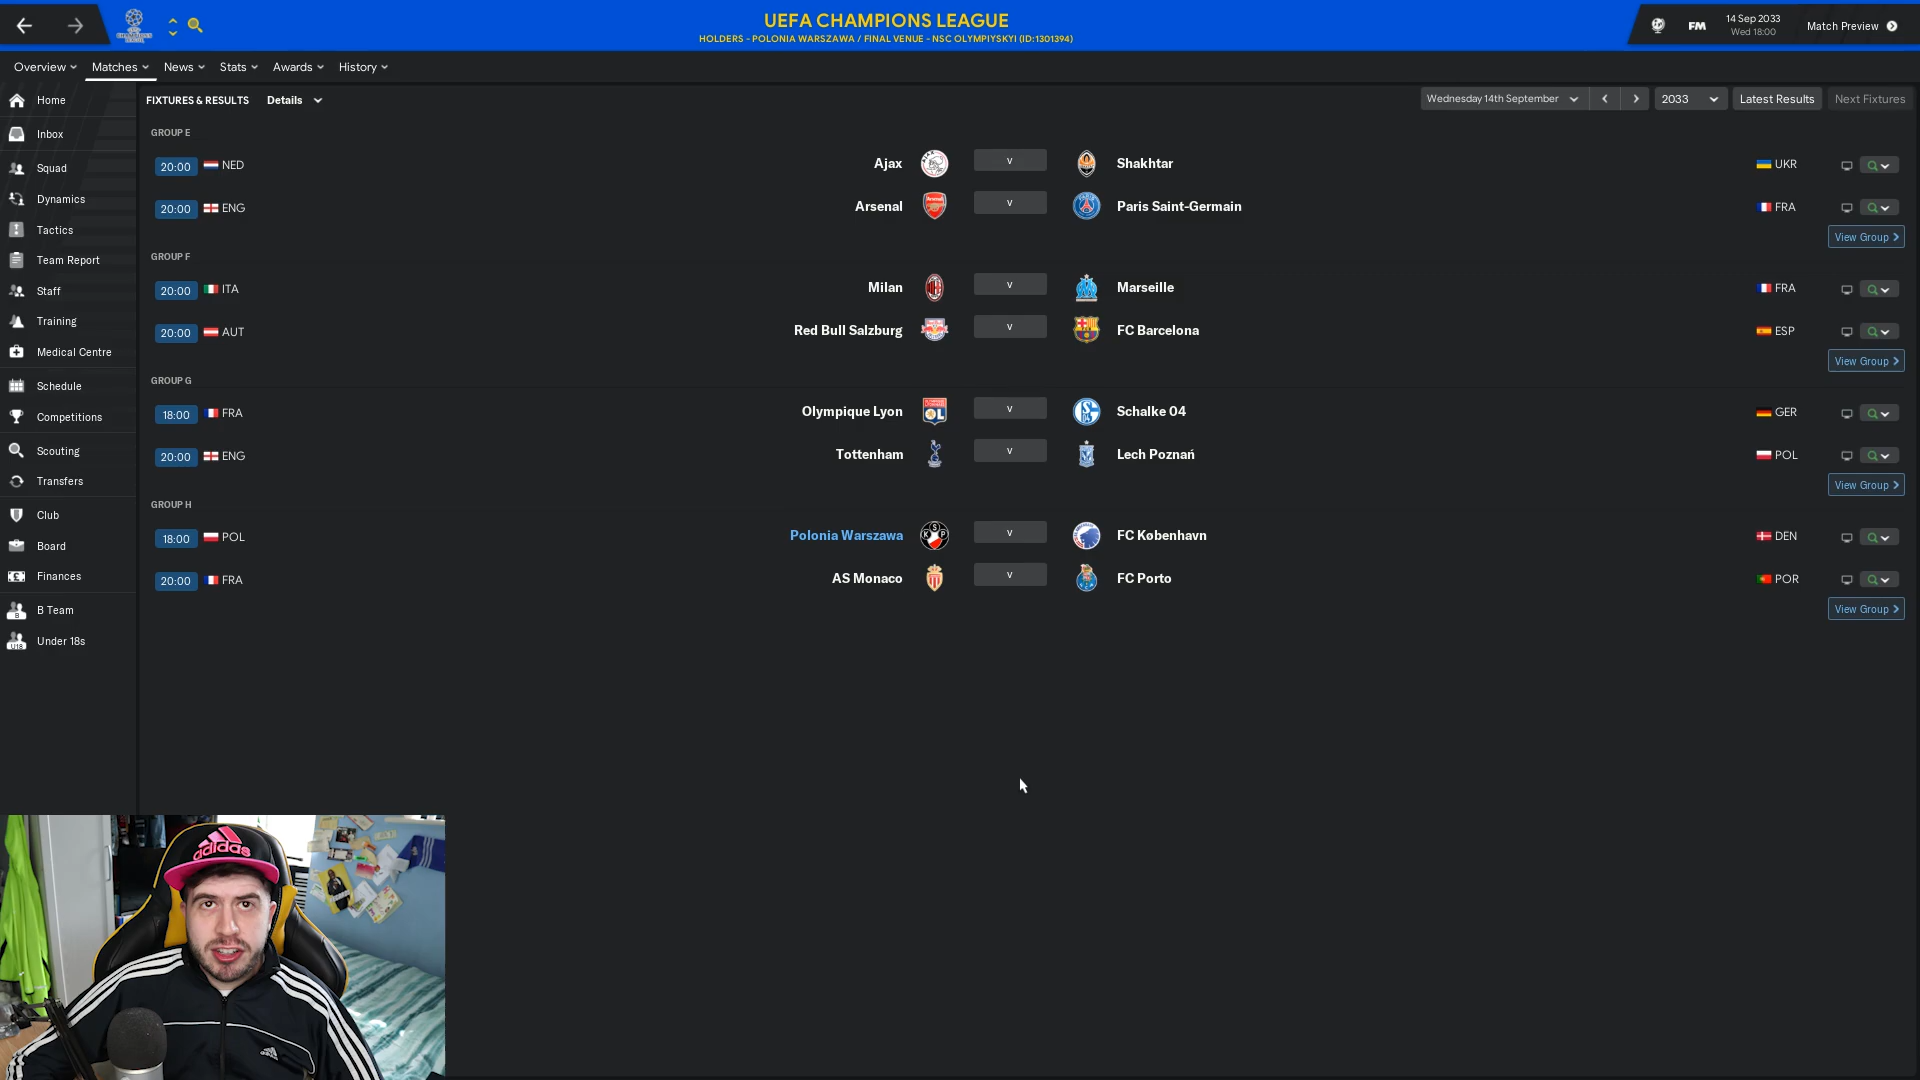 UEFA CHAMPIONS LEAGUE
HOLDERS - POLONIA WARSZAWA / FINAL VENUE - NSC OLYMPIYSKYI (ID:1301394)
FM
14 Sep 2033
Wed 18:00
Match Preview
Overview
Matches
News
Stats
Awards
History
Home
Inbox
Squad
Dynamics
Tactics
Team Report
Staff
Training
Medical Centre
Schedule
Competitions
Scouting
Transfers
Club
Board
Finances
B Team
Under 18s
FIXTURES & RESULTS Details
Wednesday 14th September
2033
Latest Results
Next Fixtures
GROUP E
20:00 NED Ajax v Shakhtar UKR
20:00 ENG Arsenal v Paris Saint-Germain FRA
View Group
GROUP F
20:00 ITA Milan v Marseille FRA
20:00 AUT Red Bull Salzburg v FC Barcelona ESP
View Group
GROUP G
18:00 FRA Olympique Lyon v Schalke 04 GER
20:00 ENG Tottenham v Lech Poznań POL
View Group
GROUP H
18:00 POL Polonia Warszawa v FC København DEN
20:00 FRA AS Monaco v FC Porto POR
View Group
adidas